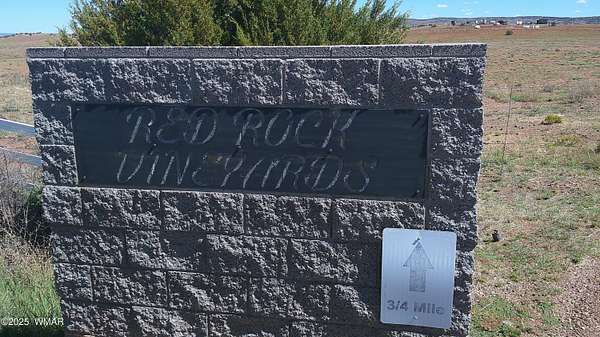 RED ROCK
VINEYARDS
3/4 Mile
©2025 WMAR